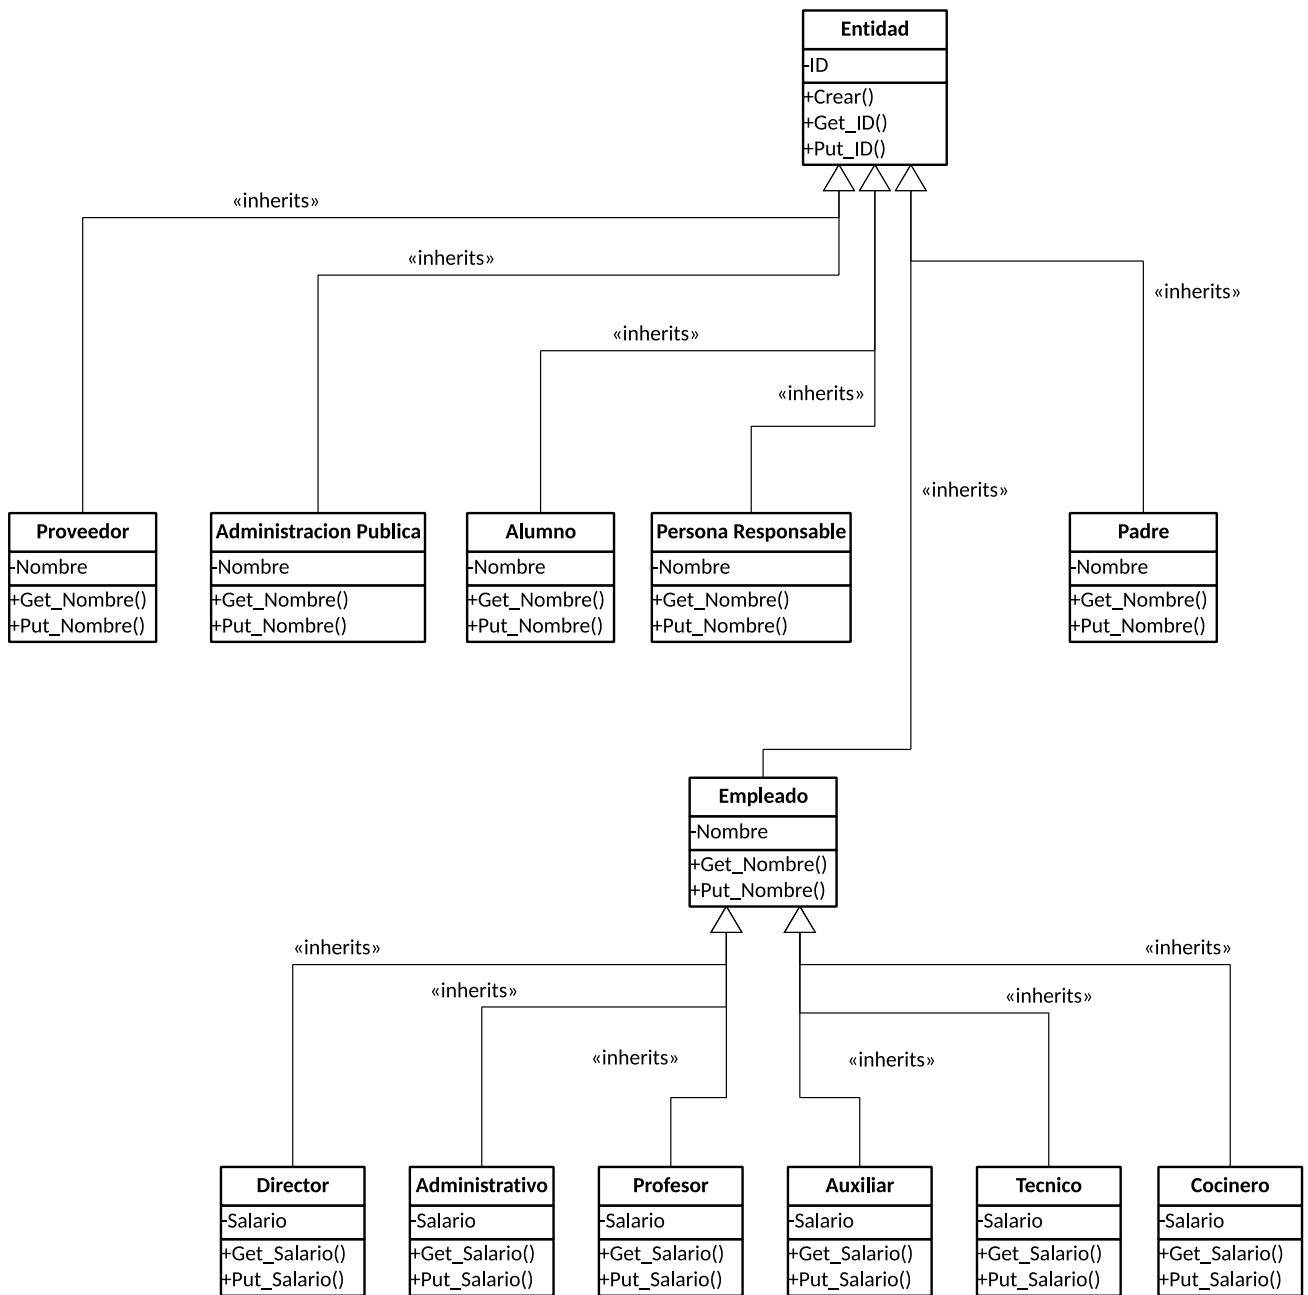 Entidad
-ID
+Crear()
+Get_ID()
+Put_ID()
«inherits»
«inherits»
«inherits»
«inherits»
«inherits»
«inherits»
Proveedor
-Nombre
+Get_Nombre()
+Put_Nombre()
Administracion Publica
-Nombre
+Get_Nombre()
+Put_Nombre()
Alumno
-Nombre
+Get_Nombre()
+Put_Nombre()
Persona Responsable
-Nombre
+Get_Nombre()
+Put_Nombre()
Padre
-Nombre
+Get_Nombre()
+Put_Nombre()
Empleado
-Nombre
+Get_Nombre()
+Put_Nombre()
«inherits»
«inherits»
«inherits»
«inherits»
«inherits»
«inherits»
Director
-Salario
+Get_Salario()
+Put_Salario()
Administrativo
-Salario
+Get_Salario()
+Put_Salario()
Profesor
-Salario
+Get_Salario()
+Put_Salario()
Auxiliar
-Salario
+Get_Salario()
+Put_Salario()
Tecnico
-Salario
+Get_Salario()
+Put_Salario()
Cocinero
-Salario
+Get_Salario()
+Put_Salario()